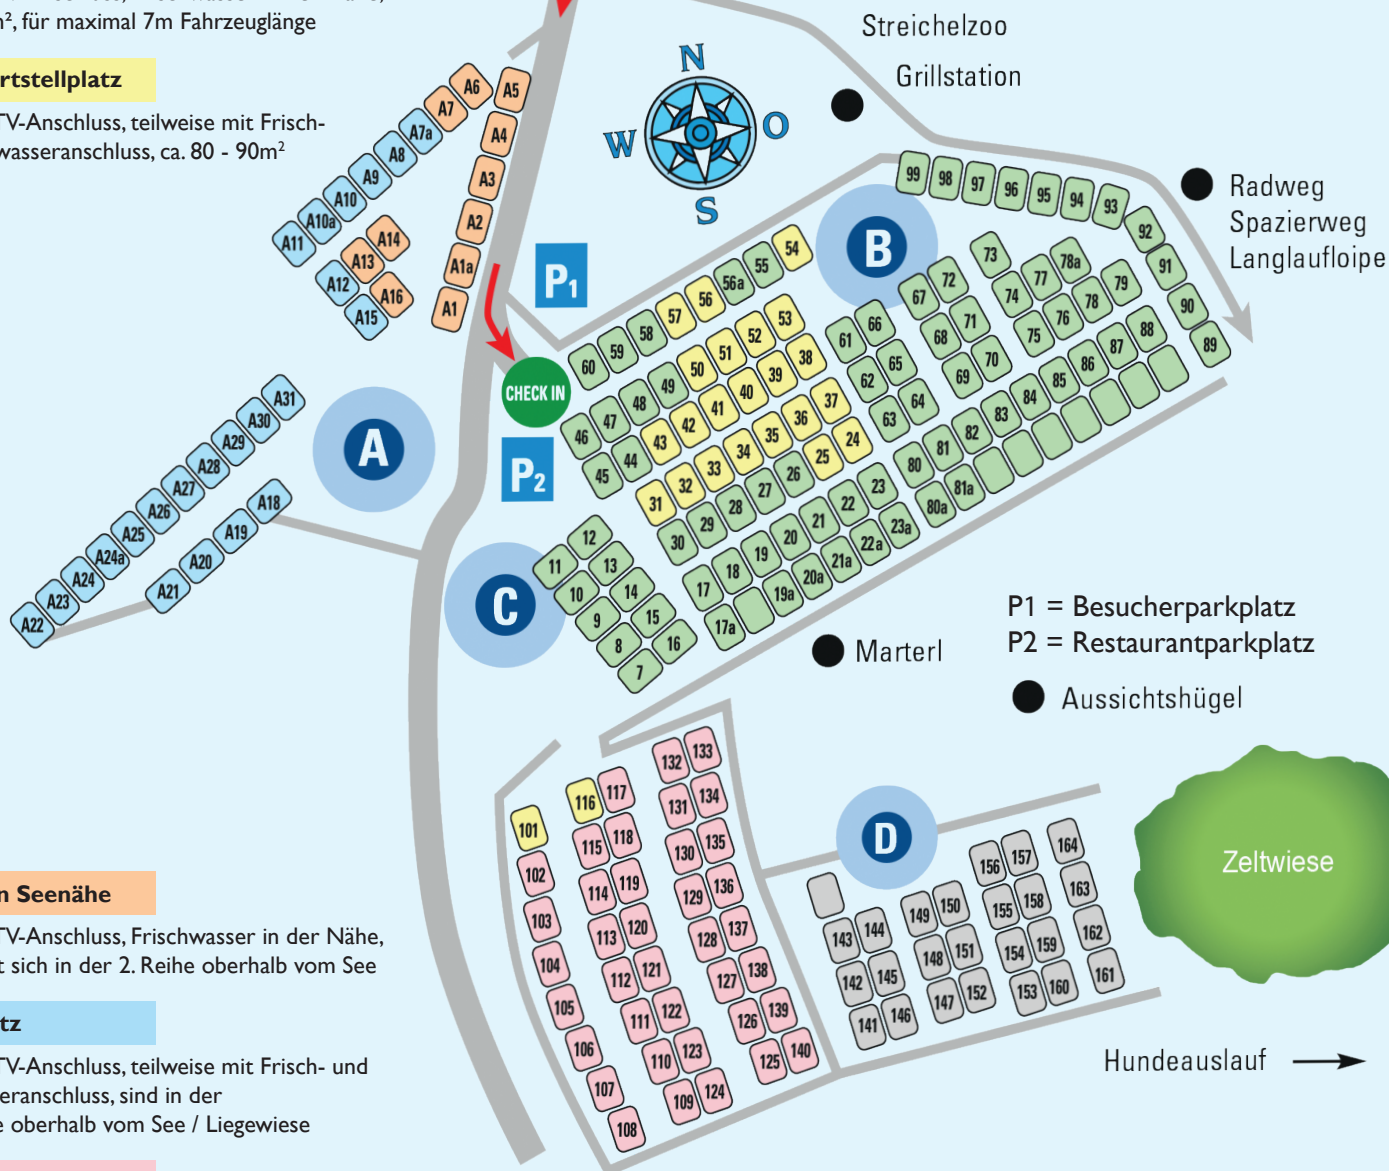 m², für maximal 7m Fahrzeuglänge
rtstellplatz
TV-Anschluss, teilweise mit Frisch-
wasseranschluss, ca. 80 - 90m²
Streichelzoo
Grillstation
N
W
O
S
Radweg
Spazierweg
Langlaufloipe
A6
A5
A7
A7a
A4
A8
A3
A9
A10
A2
A10a
A11
A14
A13
A1a
A12
A16
A1
A15
P1
CHECK IN
P2
A
A31
A30
A29
A28
A27
A26
A25
A24a
A24
A23
A22
A18
A19
A20
A21
B
99
98
97
96
95
94
93
92
91
90
89
54
55
56a
56
57
58
59
60
53
52
51
50
49
48
47
46
38
39
40
41
42
43
44
45
37
36
35
34
33
32
31
24
25
26
27
28
29
30
23
22
21
20
19
18
17
23a
22a
21a
20a
19a
17a
61
66
62
65
63
64
67
72
68
71
69
70
73
74
77
78a
75
76
78
79
80
81
82
83
84
85
86
87
88
80a
81a
C
12
11
13
10
14
9
15
8
16
7
P1 = Besucherparkplatz
P2 = Restaurantparkplatz
Marterl
Aussichtshügel
101
102
103
104
105
106
107
108
116
117
115
118
114
119
113
120
112
121
111
122
110
123
109
124
132
133
131
134
130
135
129
136
128
137
127
138
126
139
125
140
D
143
144
142
145
141
146
149
150
148
151
147
152
156
157
155
158
154
159
153
160
164
163
162
161
Zeltwiese
Hundeauslauf
n Seenähe
TV-Anschluss, Frischwasser in der Nähe,
t sich in der 2. Reihe oberhalb vom See
tz
TV-Anschluss, teilweise mit Frisch- und
eranschluss, sind in der
e oberhalb vom See / Liegewiese